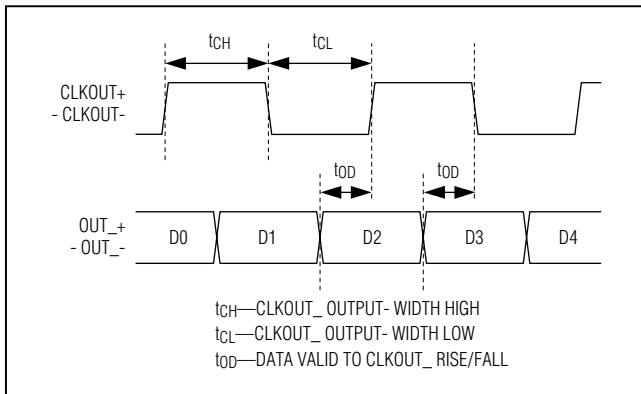 tCH
tCL
CLKOUT+
- CLKOUT-
tOD
tOD
OUT_+
- OUT_-
D0
D1
D2
D3
D4
tCH—CLKOUT_ OUTPUT- WIDTH HIGH
tCL—CLKOUT_ OUTPUT- WIDTH LOW
tOD—DATA VALID TO CLKOUT_ RISE/FALL